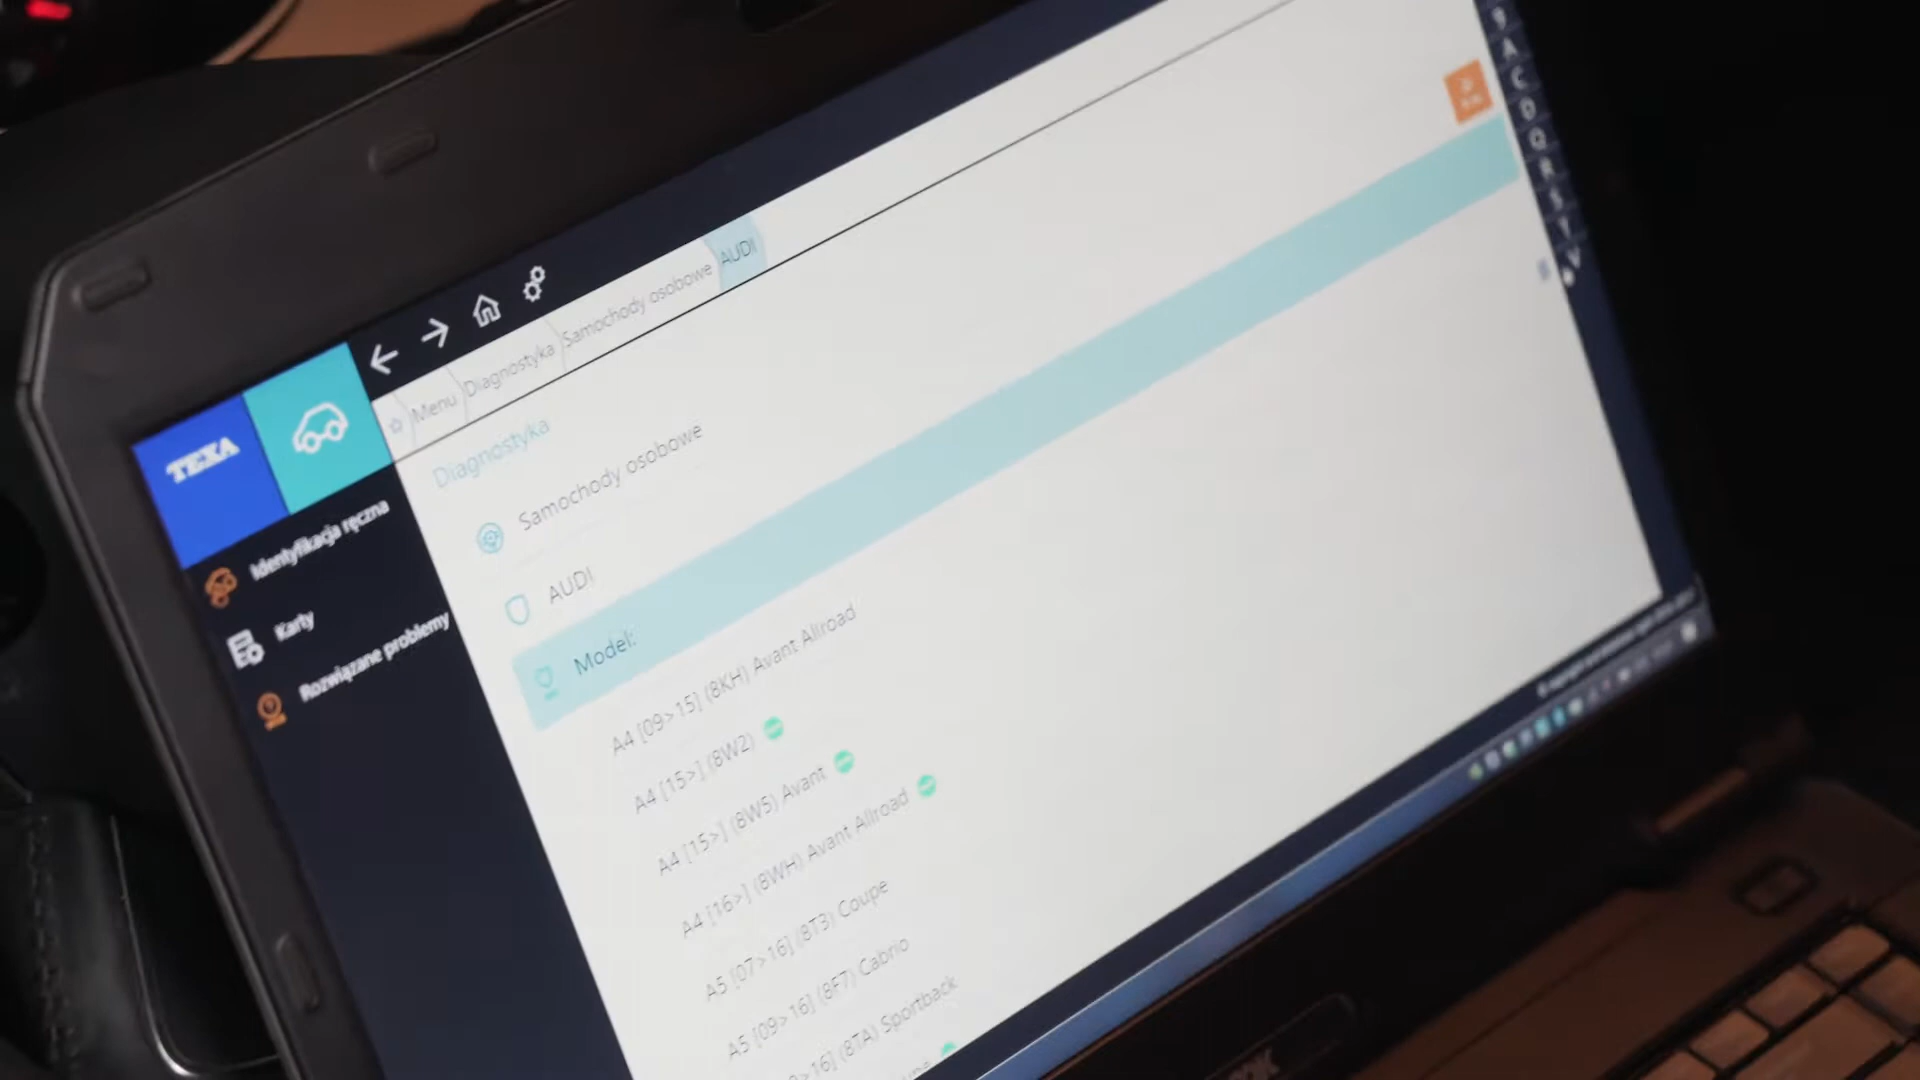 TEXA
Menu Diagnostyka Samochody osobowe AUDI
Identyfikacja ręczna
Karty
Rozwiązane problemy
Diagnostyka
Samochody osobowe
AUDI
Model:
A4 [09>15] (8KH) Avant Allroad
A4 [15>] (8W2)
A4 [15>] (8W5) Avant
A4 [16>] (8WH) Avant Allroad
A5 [07>16] (8T3) Coupe
A5 [09>16] (8F7) Cabrio
>16] (8TA) Sportback
A
C
D
Q
R
S
T
V